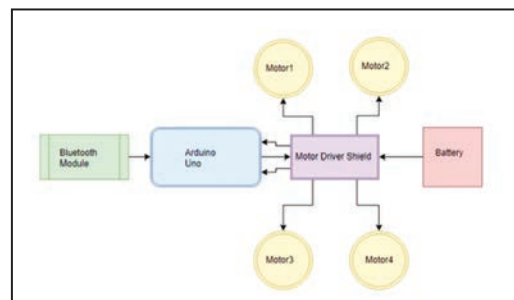 Motor1
Motor2
Bluetooth
Module
Arduino
Uno
Motor Driver Shield
Battery
Motor3
Motor4